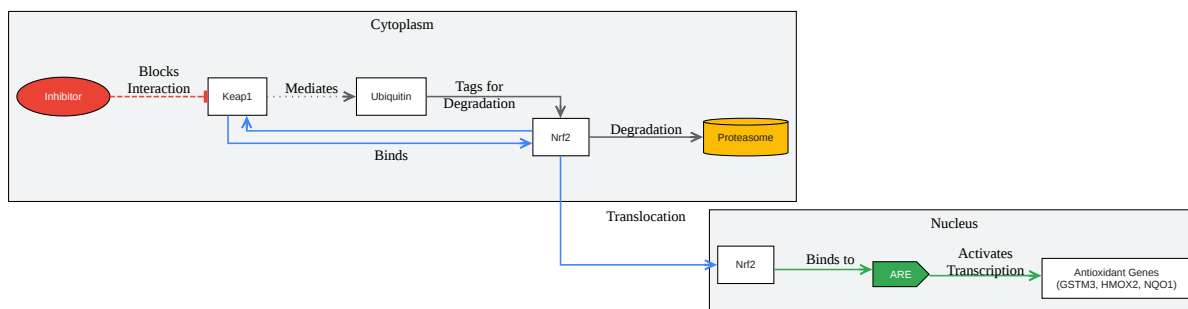 Cytoplasm
Blocks
Interaction
Inhibitor
Keap1
Mediates
Ubiquitin
Tags for
Degradation
Nrf2
Degradation
Proteasome
Binds
Translocation
Nucleus
Nrf2
Binds to
ARE
Activates
Transcription
Antioxidant Genes
(GSTM3, HMOX2, NQO1)